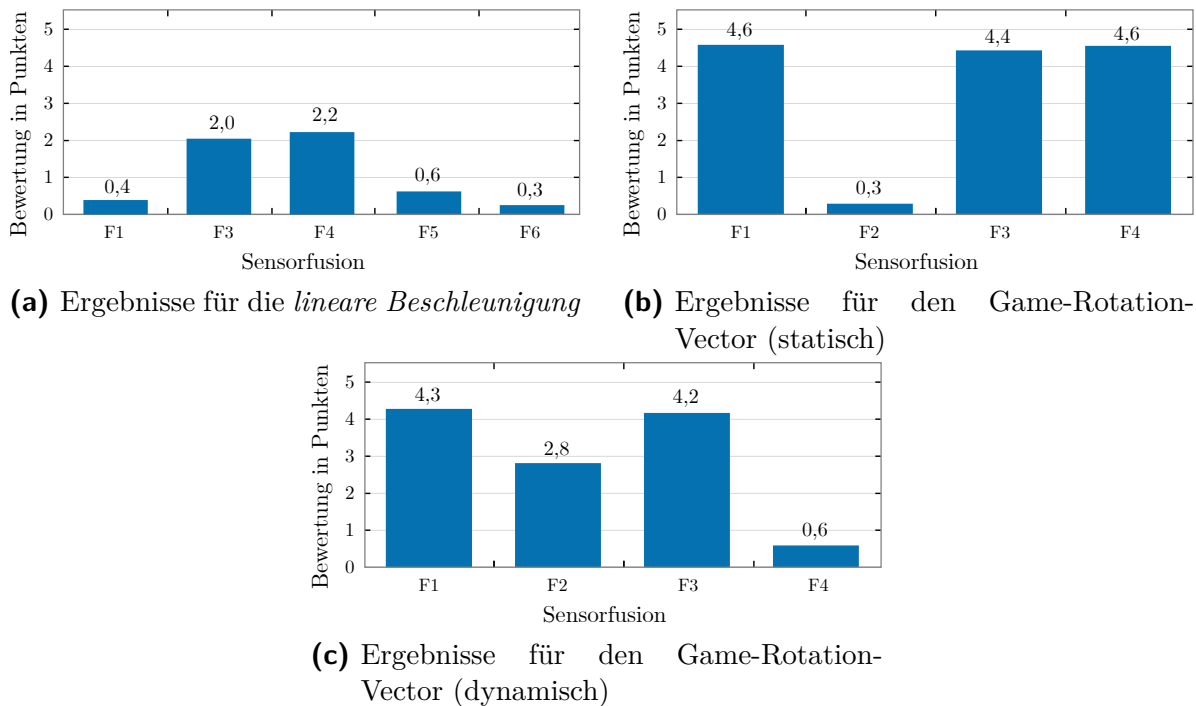 Bewertung in Punkten
5
4
3
2
1
0
0,4
2,0
2,2
0,6
0,3
F1 F3 F4 F5 F6
Sensorfusion
(a) Ergebnisse für die lineare Beschleunigung
Bewertung in Punkten
5
4
3
2
1
0
4,6
0,3
4,4
4,6
F1 F2 F3 F4
Sensorfusion
(b) Ergebnisse für den Game-Rotation-
Vector (statisch)
Bewertung in Punkten
5
4
3
2
1
0
4,3
2,8
4,2
0,6
F1 F2 F3 F4
Sensorfusion
(c) Ergebnisse für den Game-Rotation-
Vector (dynamisch)